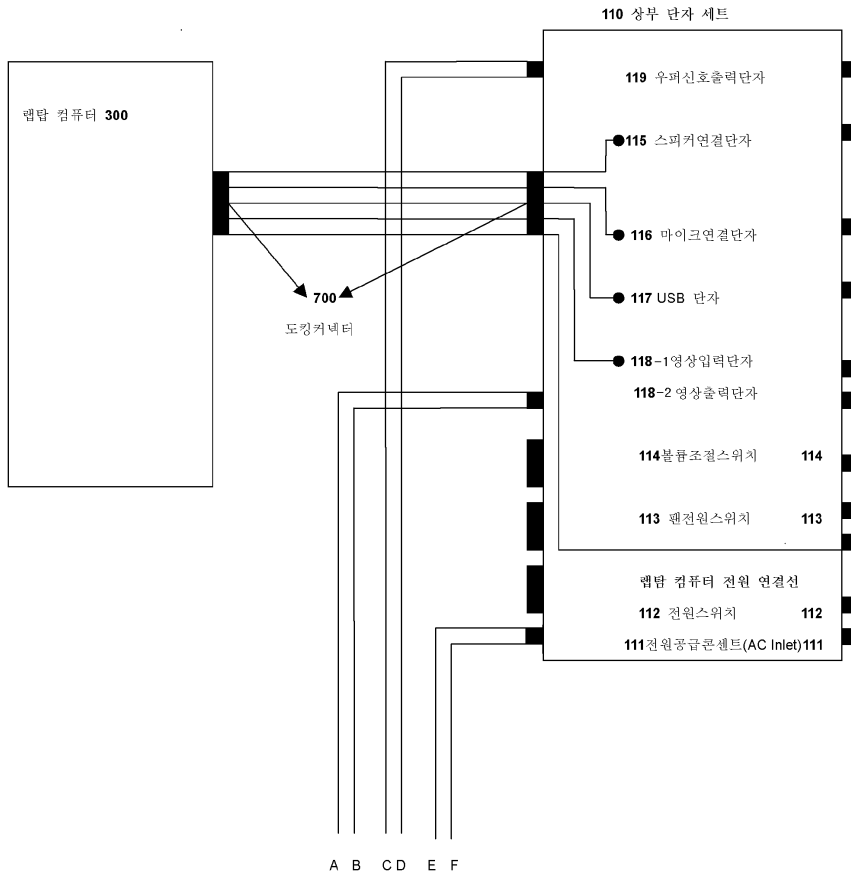 110 상부 단자 세트
119 우퍼신호출력단자
랩탑 컴퓨터 300
115 스피커연결단자
116 마이크연결단자
700
117 USB 단자
도킹커넥터
118-1영상입력단자
118-2 영상출력단자
114볼륨조절스위치 114
113 팬전원스위치 113
랩탑 컴퓨터 전원 연결선
112 전원스위치 112
111전원공급콘센트(AC Inlet)111
A B C D E F